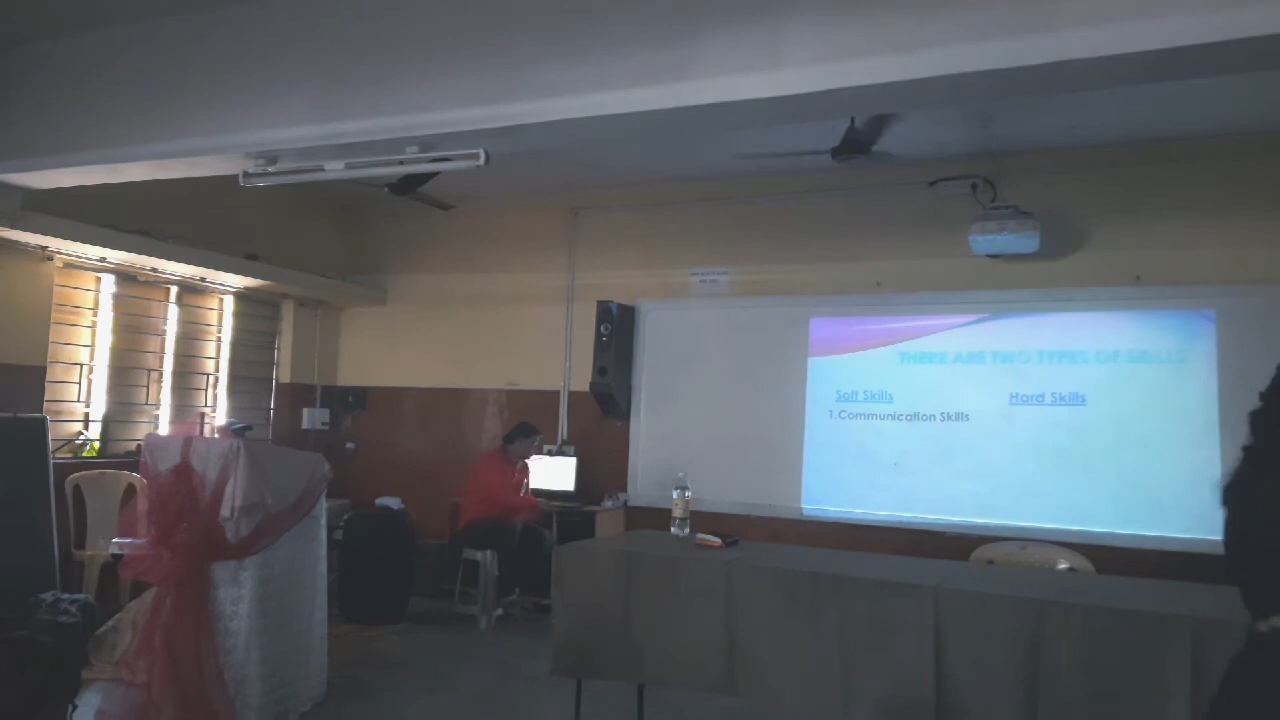 THERE ARE TWO TYPES OF SKILLS
Soft Skills
Hard Skills
1.Communication Skills